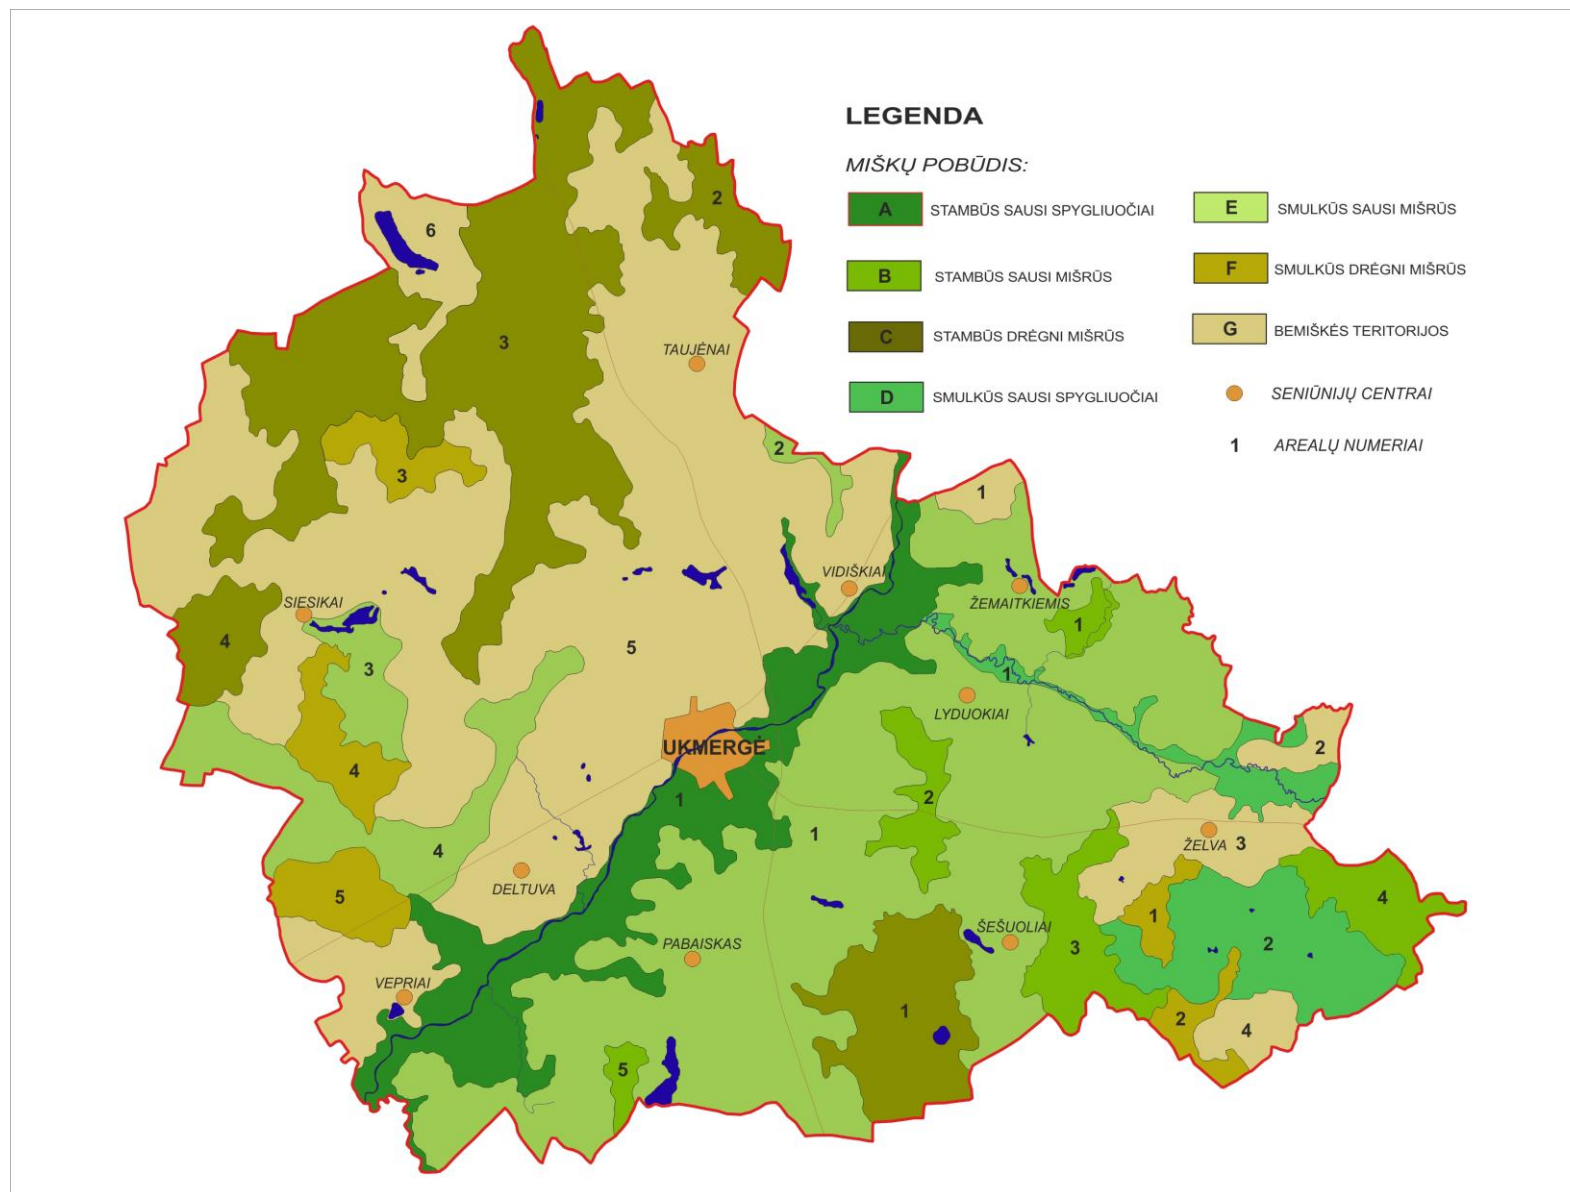 LEGENDA
MIŠKŲ POBŪDIS:
A STAMBŪS SAUSI SPYGLIUOČIAI
B STAMBŪS SAUSI MIŠRŪS
C STAMBŪS DRĖGNI MIŠRŪS
D SMULKŪS SAUSI SPYGLIUOČIAI
E SMULKŪS SAUSI MIŠRŪS
F SMULKŪS DRĖGNI MIŠRŪS
G BEMIŠKĖS TERITORIJOS
SENIŪNIJŲ CENTRAI
1 AREALŲ NUMERIAI
2
6
3
TAUJĖNAI
2
3
1
VIDIŠKIAI
ŽEMAITKIEMIS
SIESIKAI
1
4
5
3
1
LYDUOKIAI
UKMERGĖ
2
4
1
2
1
4
ŽELVA
3
DELTUVA
5
4
1
PABAISKAS
ŠEŠUOLIAI
3
2
VEPRIAI
1
2
4
5